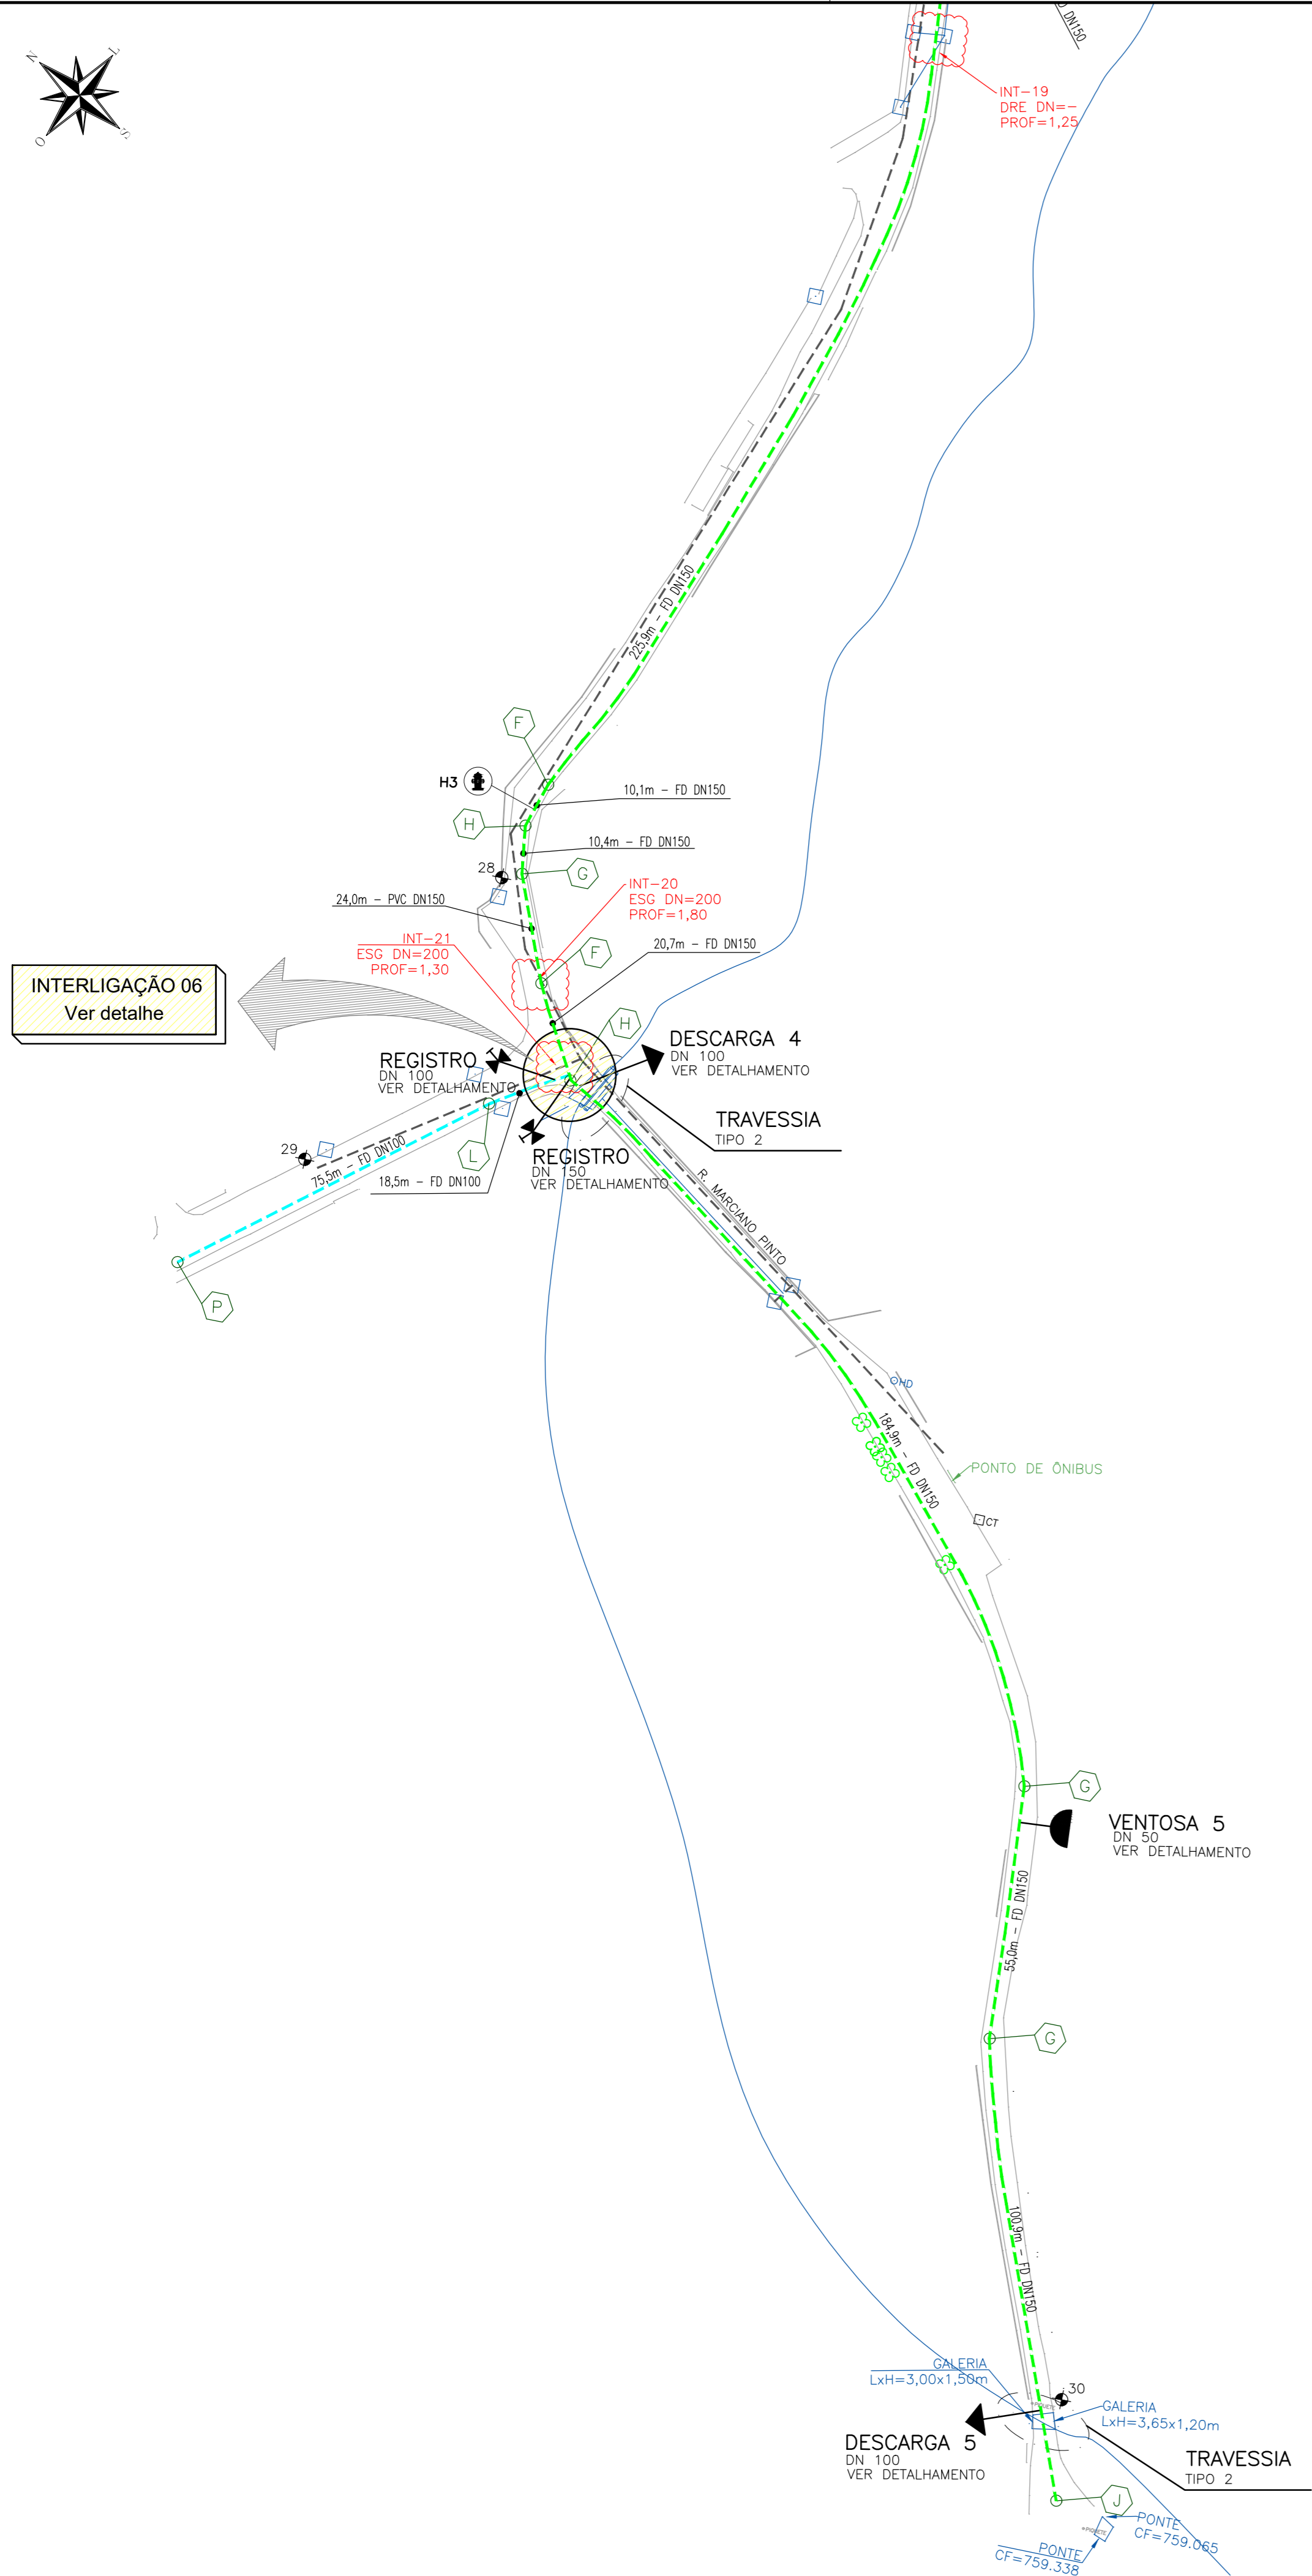 DN150
N
L
O
S
INT-19
DRE DN=-
PROF=1,25
225,9m - FD DN150
F
H3
10,1m - FD DN150
H
10,4m - FD DN150
28
G
24,0m - PVC DN150
INT-20
ESG DN=200
PROF=1,80
INT-21
ESG DN=200
PROF=1,30
20,7m - FD DN150
F
INTERLIGAÇÃO 06
Ver detalhe
H
DESCARGA 4
DN 100
VER DETALHAMENTO
REGISTRO
DN 100
VER DETALHAMENTO
TRAVESSIA
TIPO 2
29
75,5m - FD DN100
L
18,5m - FD DN100
REGISTRO
DN 150
VER DETALHAMENTO
R. MARCIANO PINTO
P
HD
184,9m - FD DN150
PONTO DE ÔNIBUS
CT
G
VENTOSA 5
DN 50
VER DETALHAMENTO
55,0m - FD DN150
G
100,9m - FD DN150
GALERIA
LxH=3,00x1,50m
30
PIQUETE
GALERIA
LxH=3,65x1,20m
DESCARGA 5
DN 100
VER DETALHAMENTO
TRAVESSIA
TIPO 2
J
PIQUETE
PONTE
CF=759.065
PONTE
CF=759.338